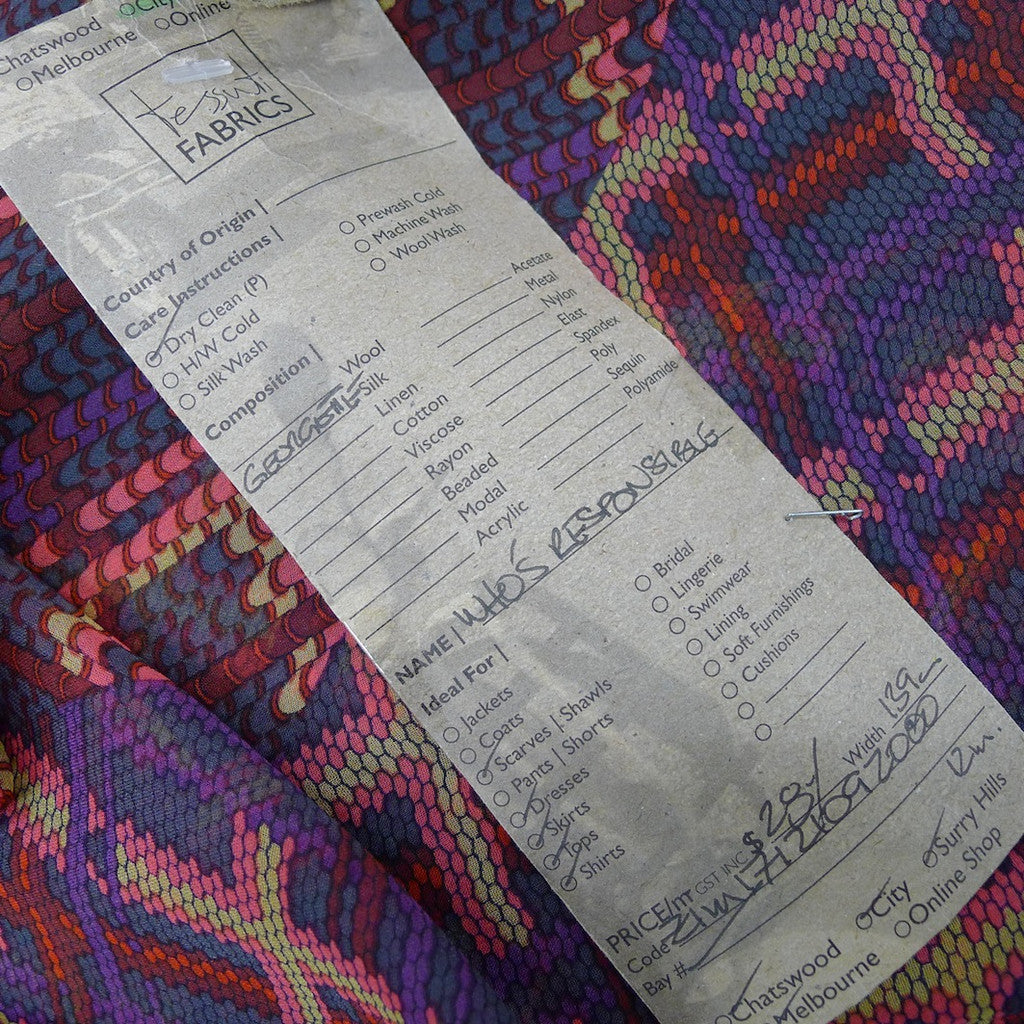 Chatswood
City
Melbourne
Online
tessuti
FABRICS
Country of Origin |
Care Instructions |
Dry Clean (P)
H/W Cold
Silk Wash
Prewash Cold
Machine Wash
Wool Wash
Composition |
Wool
GEORGETTE Silk
Linen
Cotton
Viscose
Rayon
Beaded
Modal
Acrylic
Acetate
Metal
Nylon
Elast
Spandex
Poly
Sequin
Polyamide
NAME | WHO'S RESPONSIBLE
Ideal For |
Jackets
Coats
Scarves | Shawls
Pants | Shorts
Dresses
Skirts
Tops
Shirts
Bridal
Lingerie
Swimwear
Lining
Soft Furnishings
Cushions
PRICE/MT GST INC $ 28/ Width 139
Code
Bay # 12m.
Chatswood
City
Surry Hills
Melbourne
Online Shop